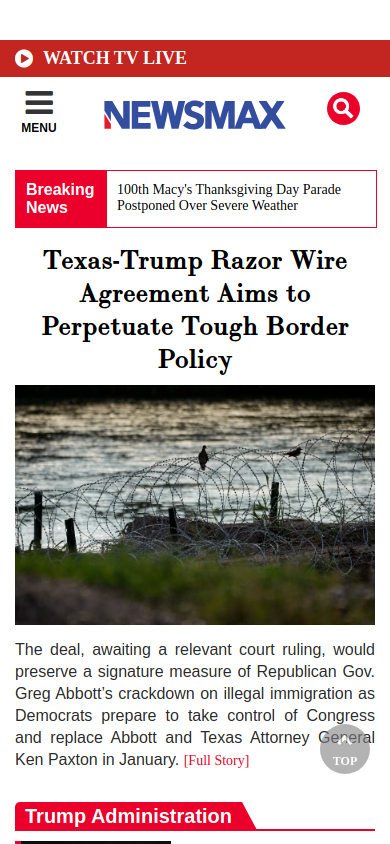 WATCH TV LIVE
MENU
NEWSMAX
Breaking
News
100th Macy's Thanksgiving Day Parade
Postponed Over Severe Weather
Texas-Trump Razor Wire
Agreement Aims to
Perpetuate Tough Border
Policy
The deal, awaiting a relevant court ruling, would
preserve a signature measure of Republican Gov.
Greg Abbott’s crackdown on illegal immigration as
Democrats prepare to take control of Congress
and replace Abbott and Texas Attorney General
Ken Paxton in January. [Full Story]
TOP
Trump Administration